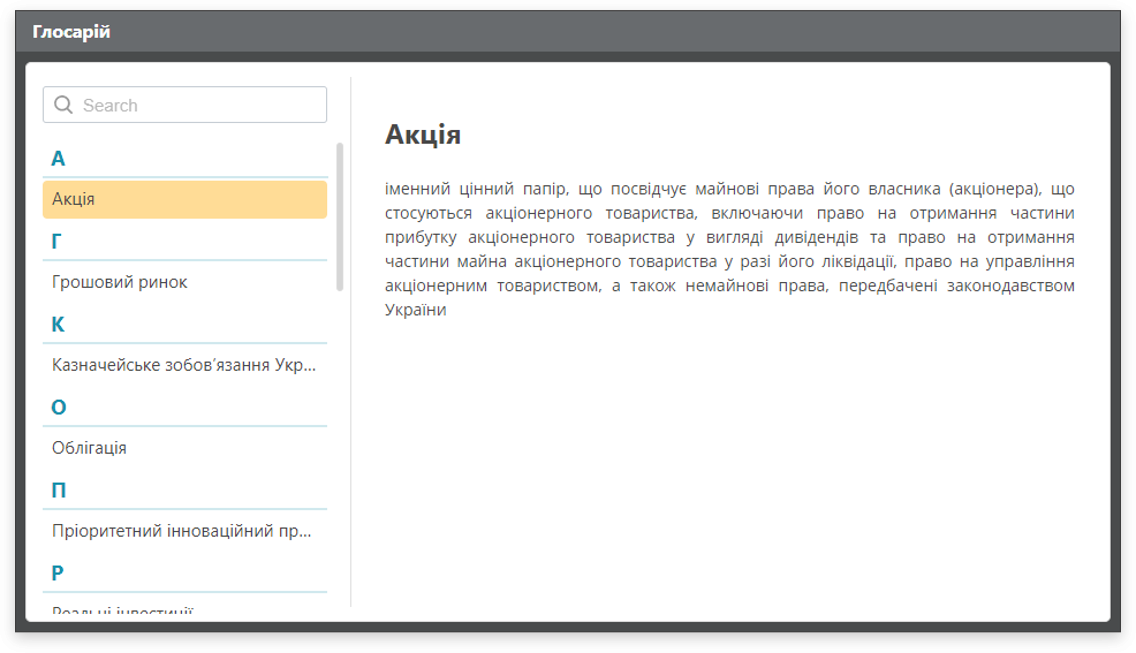 Глосарій
Search
А
Акція
Г
Грошовий ринок
К
Казначейське зобов’язання Укр...
О
Облігація
П
Пріоритетний інноваційний пр...
Р
Реальні інвестиції
Акція
іменний цінний папір, що посвідчує майнові права його власника (акціонера), що
стосуються акціонерного товариства, включаючи право на отримання частини
прибутку акціонерного товариства у вигляді дивідендів та право на отримання
частини майна акціонерного товариства у разі його ліквідації, право на управління
акціонерним товариством, а також немайнові права, передбачені законодавством
України